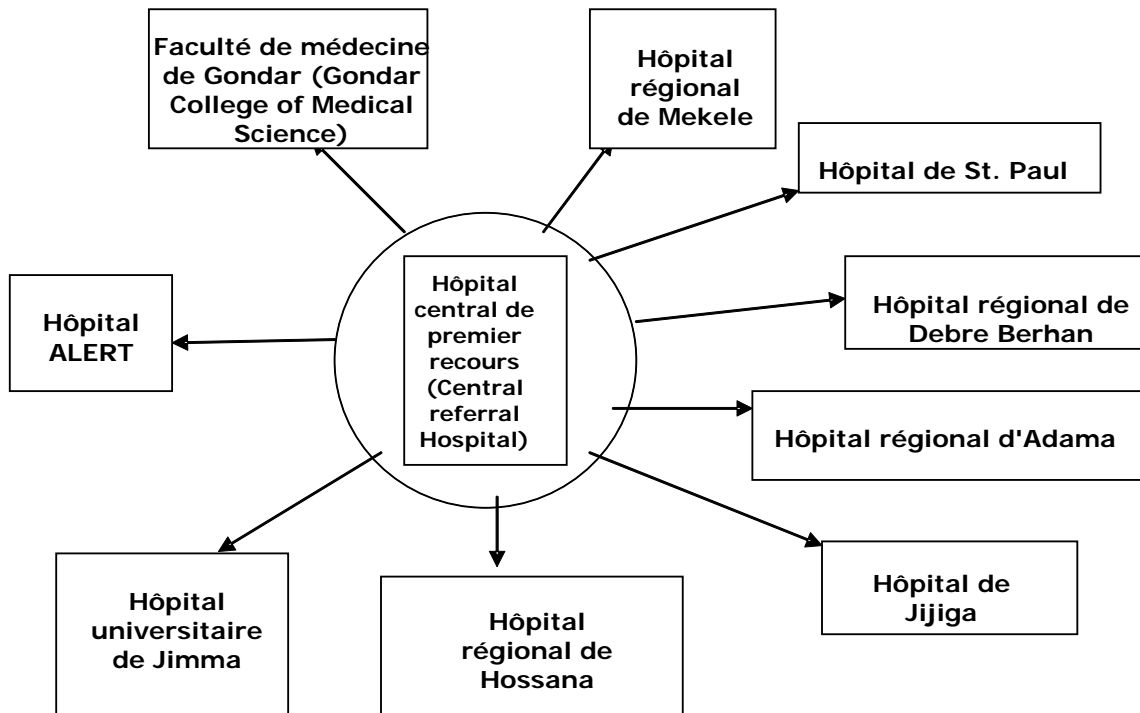 Faculté de médecine
de Gondar (Gondar
College of Medical
Science)
Hôpital
régional
de Mekele
Hôpital de St. Paul
Hôpital
central de
premier
recours
(Central
referral
Hospital)
Hôpital régional de
Debre Berhan
Hôpital
ALERT
Hôpital régional d'Adama
Hôpital de
Jijiga
Hôpital
universitaire
de Jimma
Hôpital
régional de
Hossana